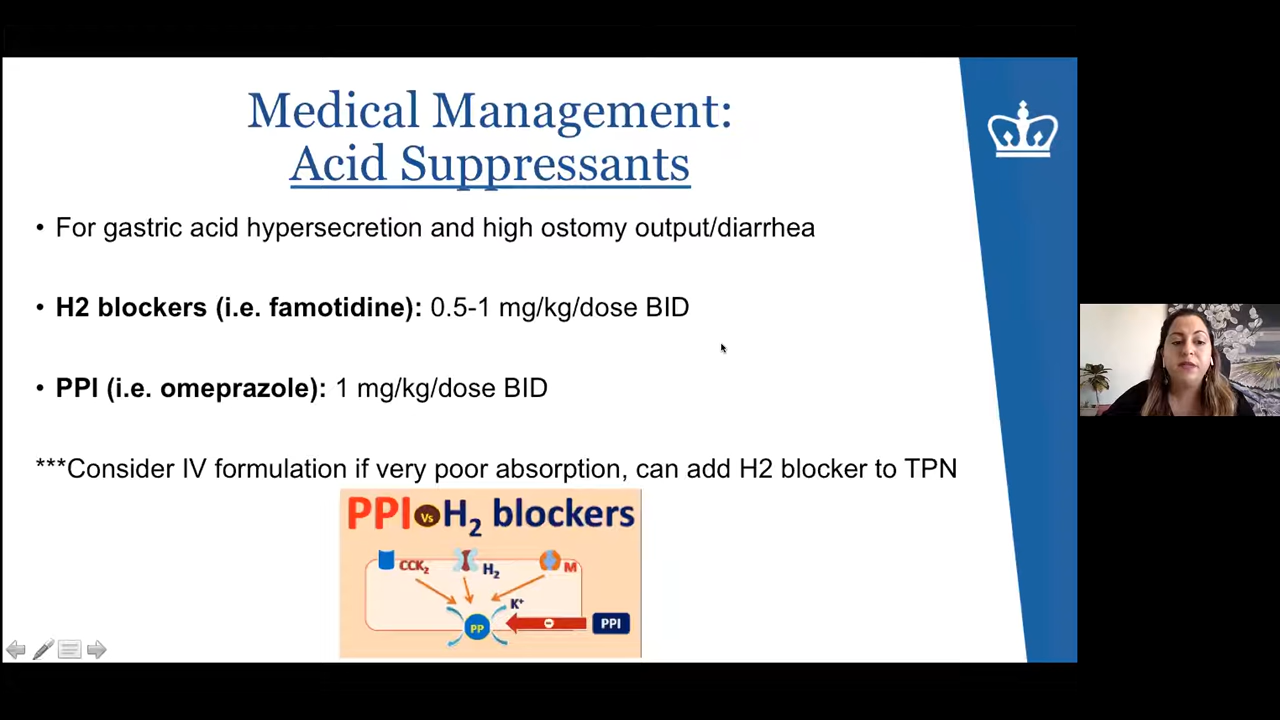 Medical Management:
Acid Suppressants
• For gastric acid hypersecretion and high ostomy output/diarrhea
• H2 blockers (i.e. famotidine): 0.5-1 mg/kg/dose BID
• PPI (i.e. omeprazole): 1 mg/kg/dose BID
***Consider IV formulation if very poor absorption, can add H2 blocker to TPN
PPI Vs H₂ blockers
CCK₂ H₂ M
K⁺
PP PPI